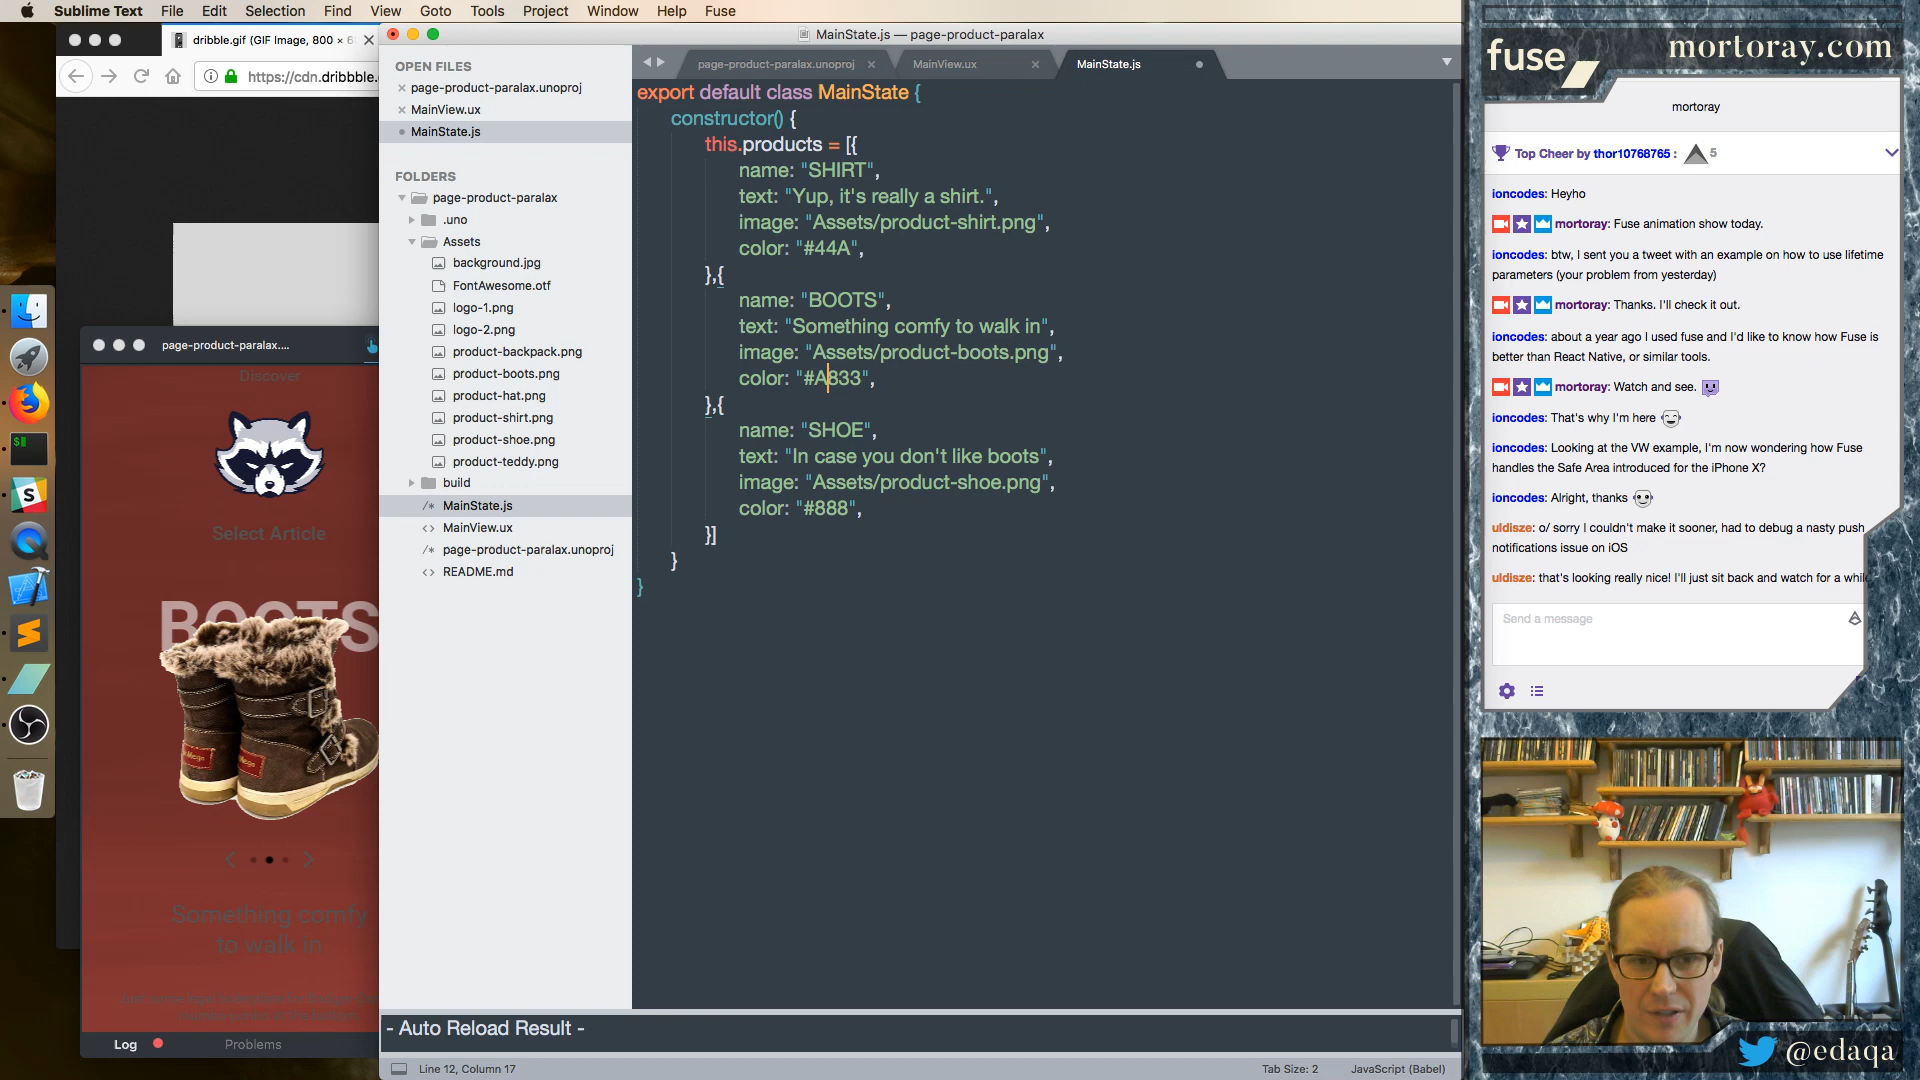 Sublime Text File Edit Selection Find View Goto Tools Project Window Help Fuse
dribble.gif (GIF Image, 800 × 6
https://cdn.dribbble.
page-product-paralax....
Discover
Select Article
BOOTS
Something comfy
to walk in
Log
Problems
MainState.js — page-product-paralax
OPEN FILES
page-product-paralax.unoproj
MainView.ux
MainState.js
FOLDERS
page-product-paralax
.uno
Assets
background.jpg
FontAwesome.otf
logo-1.png
logo-2.png
product-backpack.png
product-boots.png
product-hat.png
product-shirt.png
product-shoe.png
product-teddy.png
build
MainState.js
MainView.ux
page-product-paralax.unoproj
README.md
page-product-paralax.unoproj
MainView.ux
MainState.js
export default class MainState {
constructor() {
this.products = [{
name: "SHIRT",
text: "Yup, it's really a shirt.",
image: "Assets/product-shirt.png",
color: "#44A",
},{
name: "BOOTS",
text: "Something comfy to walk in",
image: "Assets/product-boots.png",
color: "#A833",
},{
name: "SHOE",
text: "In case you don't like boots",
image: "Assets/product-shoe.png",
color: "#888",
}]
}
}
- Auto Reload Result -
Line 12, Column 17
Tab Size: 2
JavaScript (Babel)
fuse
mortoray.com
mortoray
Top Cheer by thor10768765 : 5
ioncodes: Heyho
mortoray: Fuse animation show today.
ioncodes: btw, I sent you a tweet with an example on how to use lifetime
parameters (your problem from yesterday)
mortoray: Thanks. I'll check it out.
ioncodes: about a year ago I used fuse and I'd like to know how Fuse is
better than React Native, or similar tools.
mortoray: Watch and see.
ioncodes: That's why I'm here
ioncodes: Looking at the VW example, I'm now wondering how Fuse
handles the Safe Area introduced for the iPhone X?
ioncodes: Alright, thanks
uldisze: o/ sorry I couldn't make it sooner, had to debug a nasty push
notifications issue on iOS
uldisze: that's looking really nice! I'll just sit back and watch for a while
Send a message
@edaqa